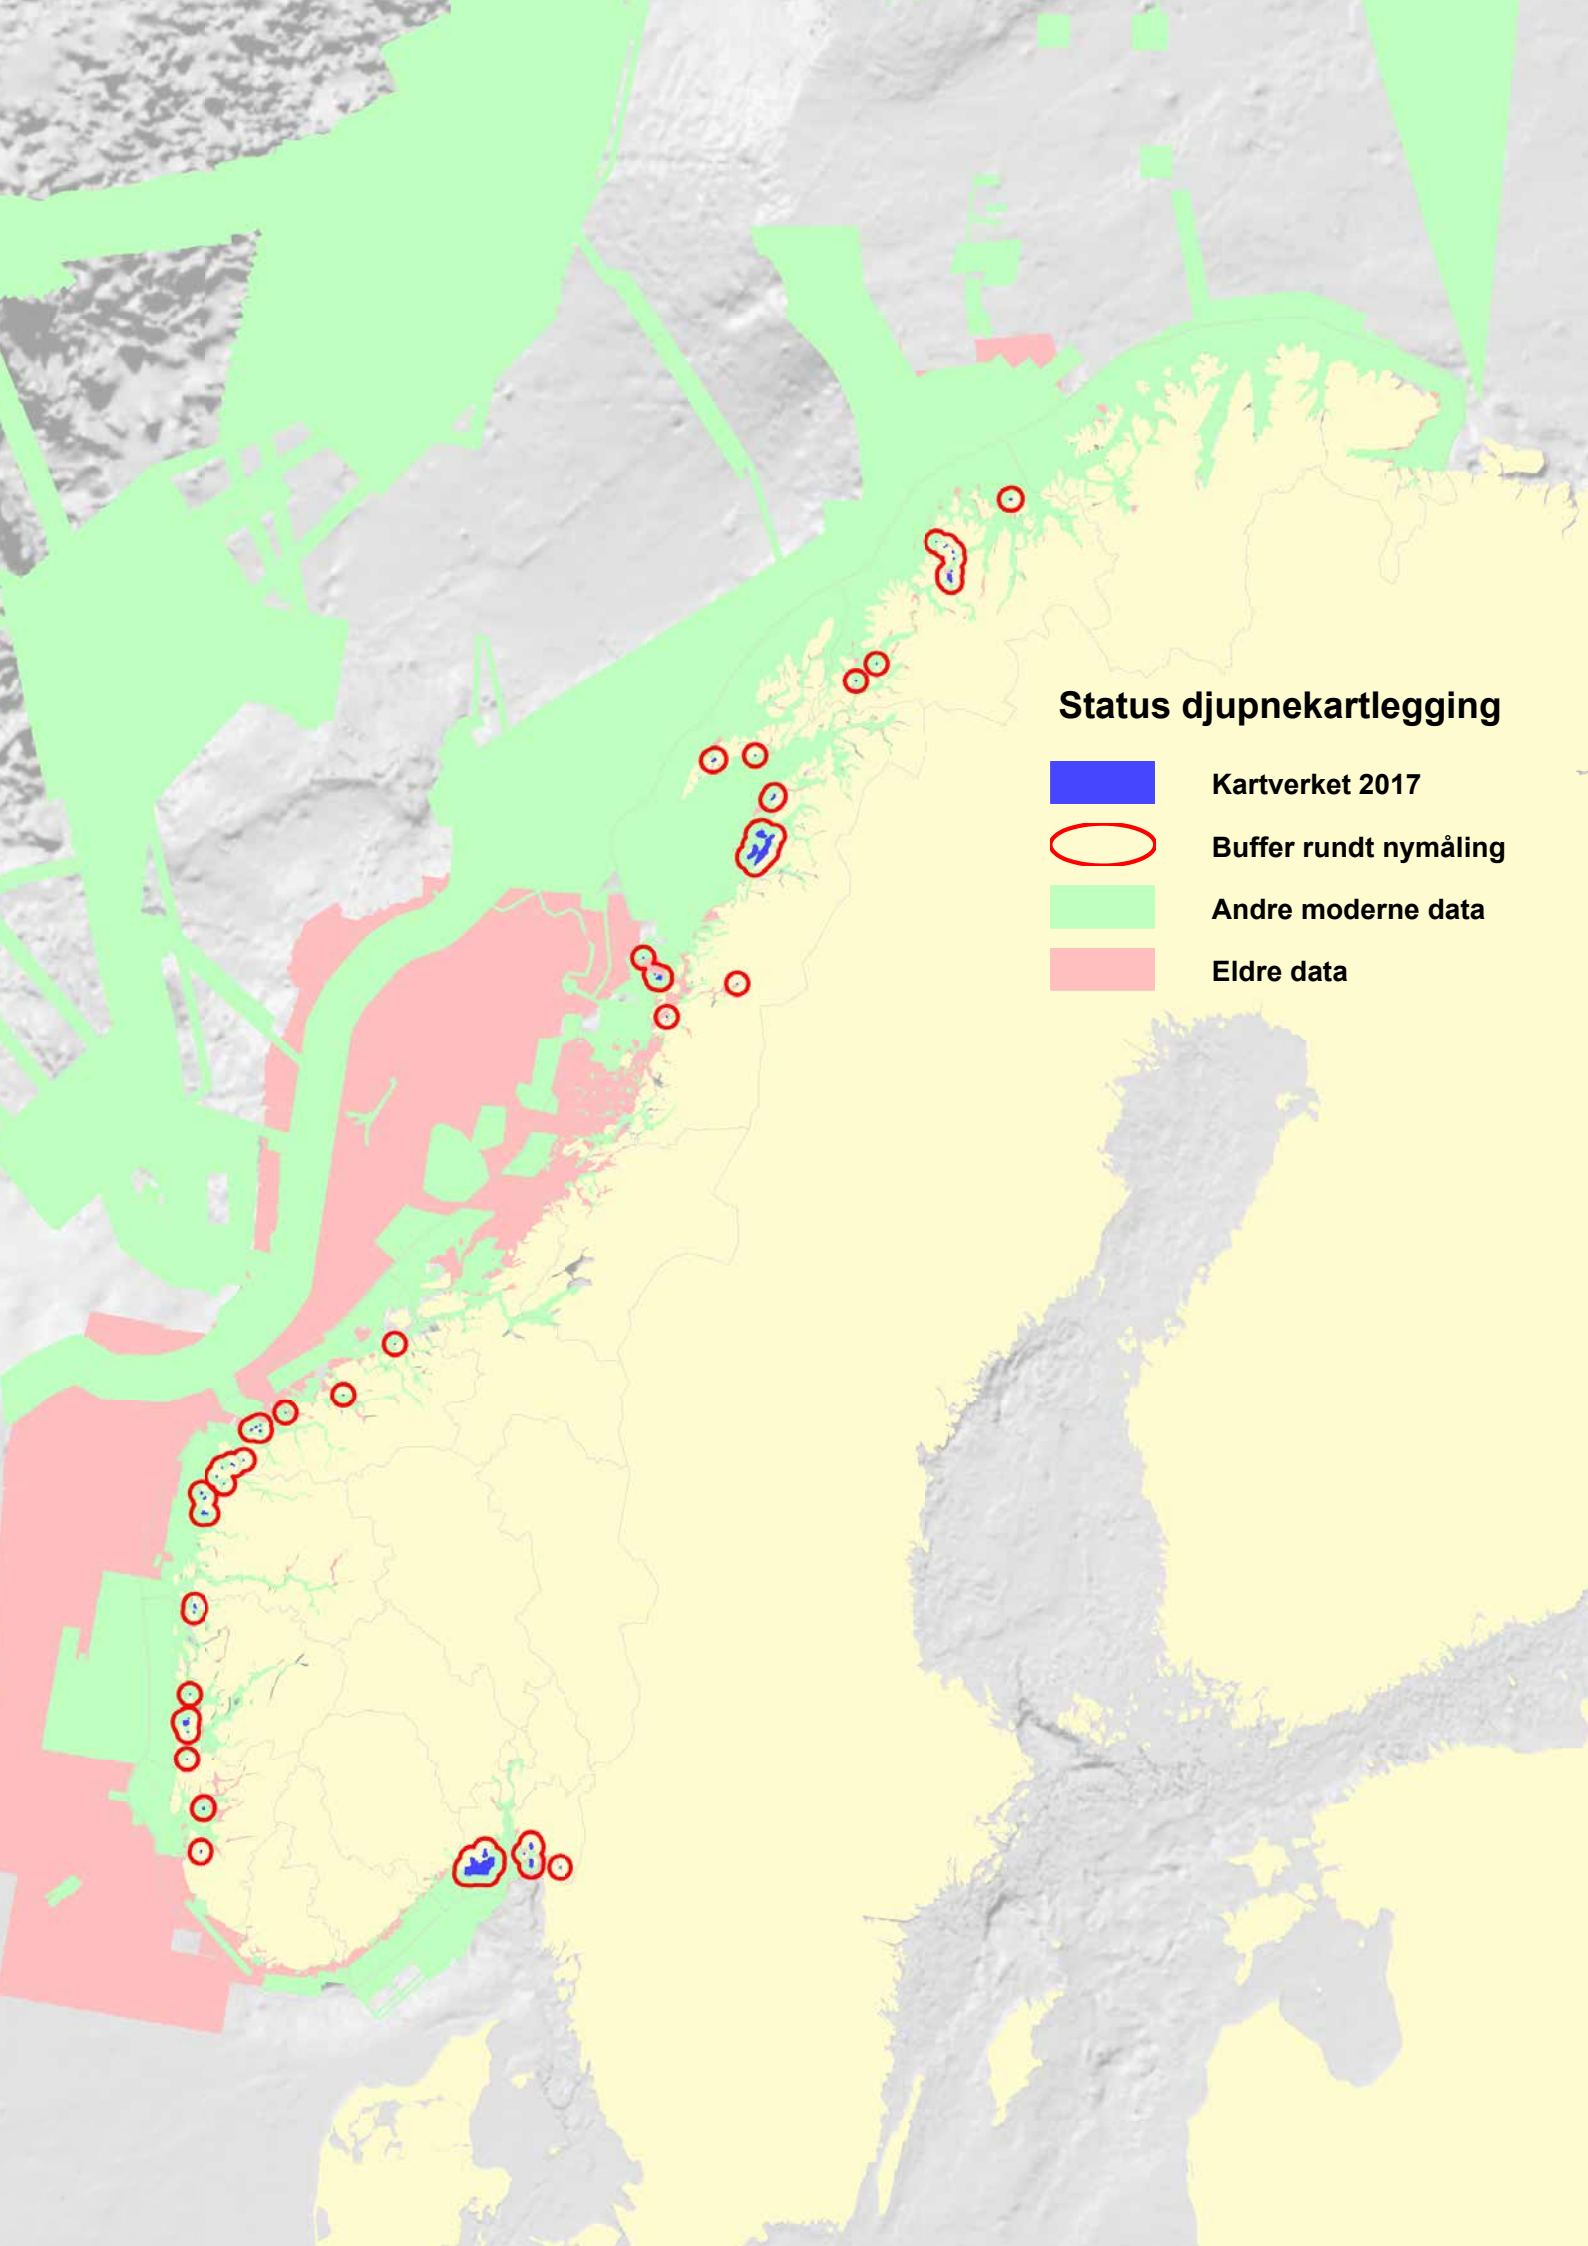 Status djupnekartlegging
Kartverket 2017
Buffer rundt nymåling
Andre moderne data
Eldre data